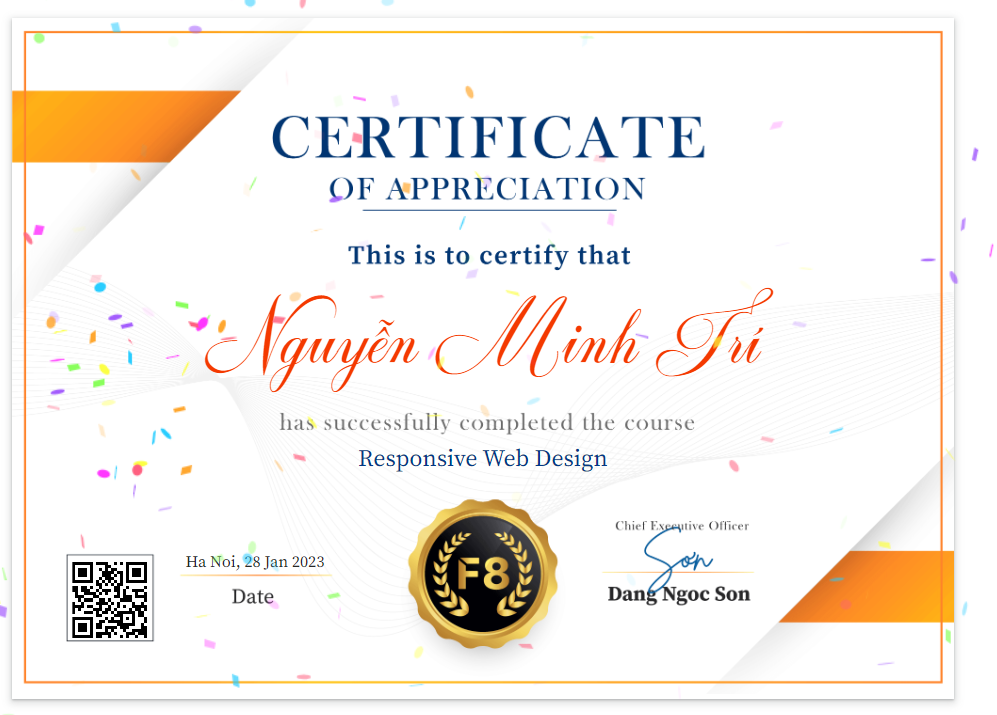 CERTIFICATE
OF APPRECIATION
This is to certify that
Nguyễn Minh Trí
has successfully completed the course
Responsive Web Design
Ha Noi, 28 Jan 2023
Date
F8
Chief Executive Officer
Son
Dang Ngoc Son